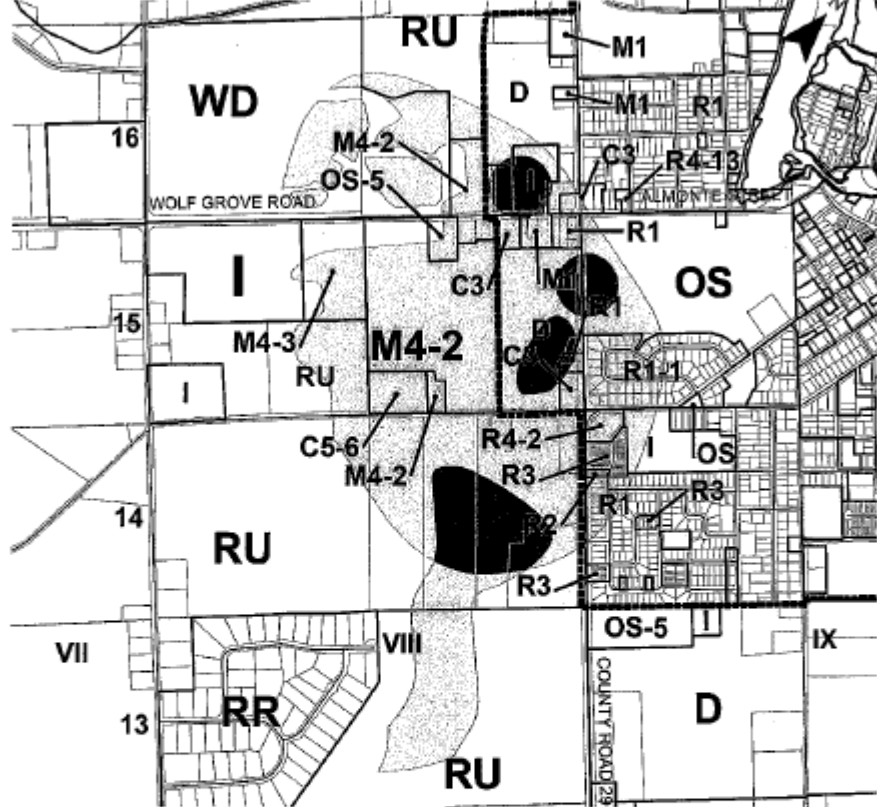 RU
M1
D
WD
M1
R1
16
M4-2
C3
R4-13
OS-5
WOLF GROVE ROAD
ALMONTE STREET
R1
I
C3
M1
OS
R1
15
D
M4-3
M4-2
RU
R1-1
I
C5-6
R4-2
I
OS
M4-2
R3
14
R2
R1
R3
RU
R3
OS-5
I
VII
VIII
IX
RR
13
D
COUNTY ROAD 29
RU